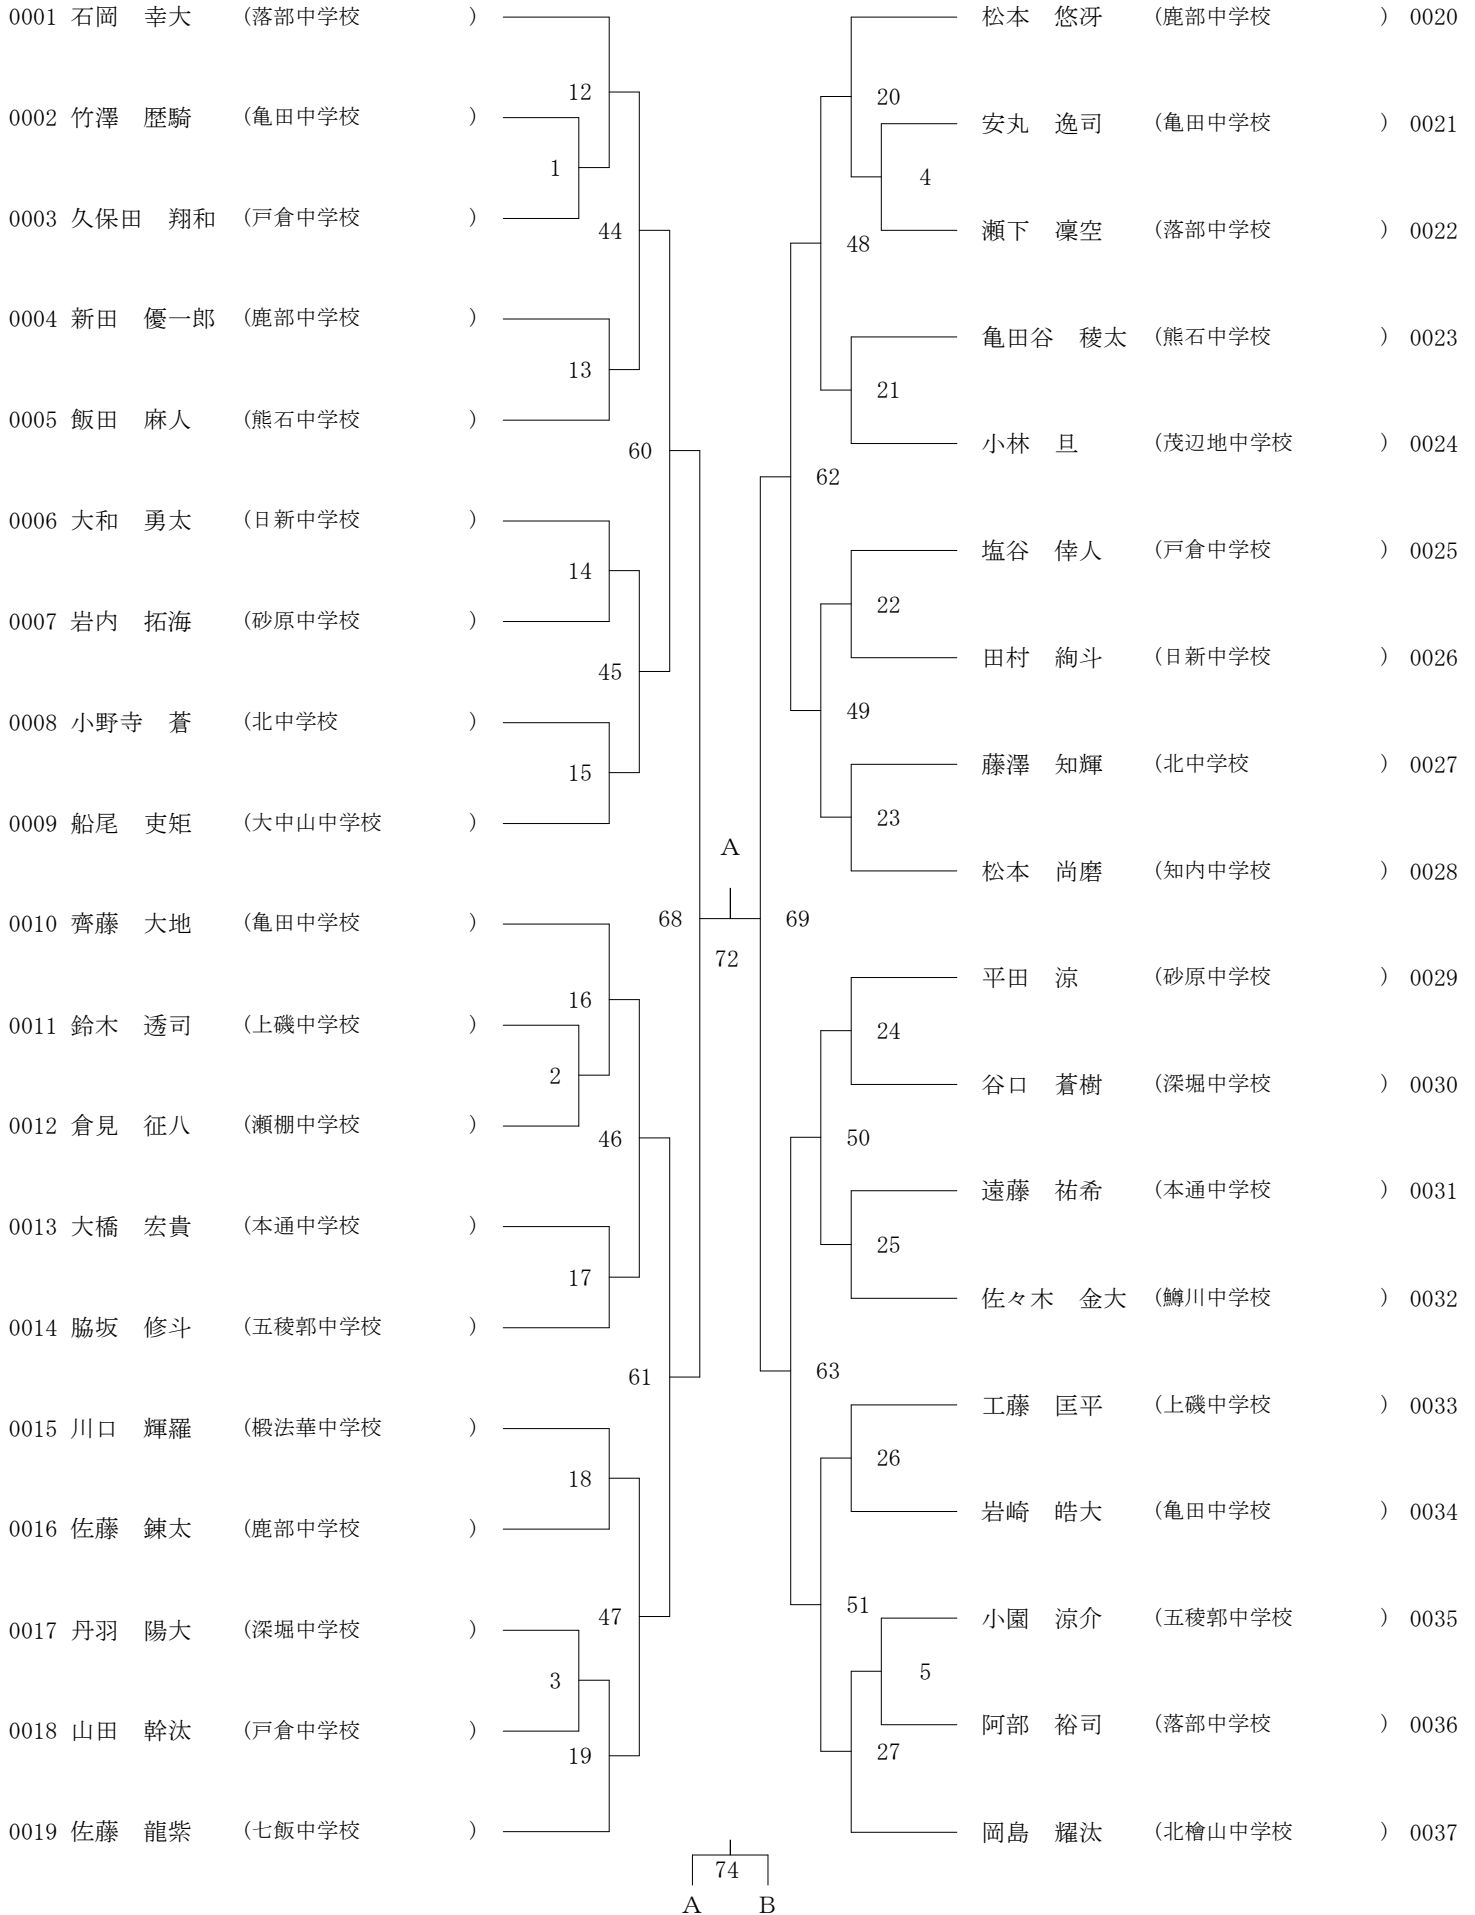 0001 石岡　幸大　(落部中学校　)
0002 竹澤　歴騎　(亀田中学校　)
0003 久保田　翔和　(戸倉中学校　)
0004 新田　優一郎　(鹿部中学校　)
0005 飯田　麻人　(熊石中学校　)
0006 大和　勇太　(日新中学校　)
0007 岩内　拓海　(砂原中学校　)
0008 小野寺　蒼　(北中学校　)
0009 船尾　吏矩　(大中山中学校　)
0010 齊藤　大地　(亀田中学校　)
0011 鈴木　透司　(上磯中学校　)
0012 倉見　征八　(瀬棚中学校　)
0013 大橋　宏貴　(本通中学校　)
0014 脇坂　修斗　(五稜郭中学校　)
0015 川口　輝羅　(椴法華中学校　)
0016 佐藤　錬太　(鹿部中学校　)
0017 丹羽　陽大　(深堀中学校　)
0018 山田　幹汰　(戸倉中学校　)
0019 佐藤　龍紫　(七飯中学校　)
12
1
44
13
60
14
45
15
68
16
2
46
17
61
18
47
3
19
A
72
74
A B
69
20
4
48
21
62
22
49
23
24
50
25
63
26
51
5
27
松本　悠冴　(鹿部中学校　) 0020
安丸　逸司　(亀田中学校　) 0021
瀬下　凜空　(落部中学校　) 0022
亀田谷　稜太　(熊石中学校　) 0023
小林　旦　(茂辺地中学校　) 0024
塩谷　倖人　(戸倉中学校　) 0025
田村　絢斗　(日新中学校　) 0026
藤澤　知輝　(北中学校　) 0027
松本　尚磨　(知内中学校　) 0028
平田　涼　(砂原中学校　) 0029
谷口　蒼樹　(深堀中学校　) 0030
遠藤　祐希　(本通中学校　) 0031
佐々木　金大　(鱒川中学校　) 0032
工藤　匡平　(上磯中学校　) 0033
岩崎　皓大　(亀田中学校　) 0034
小園　涼介　(五稜郭中学校　) 0035
阿部　裕司　(落部中学校　) 0036
岡島　耀汰　(北檜山中学校　) 0037